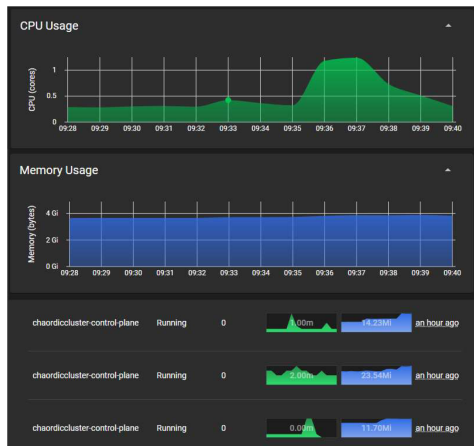 CPU Usage
CPU (cores)
1
0.5
0
09:28 09:29 09:30 09:31 09:32 09:33 09:34 09:35 09:36 09:37 09:38 09:39 09:40
Memory Usage
Memory (bytes)
4 Gi
2 Gi
0 Gi
09:28 09:29 09:30 09:31 09:32 09:33 09:34 09:35 09:36 09:37 09:38 09:39 09:40
chaordiccluster-control-plane Running 0 1.00m 14.23Mi an hour ago
chaordiccluster-control-plane Running 0 2.00m 23.54Mi an hour ago
chaordiccluster-control-plane Running 0 0.00m 11.70Mi an hour ago